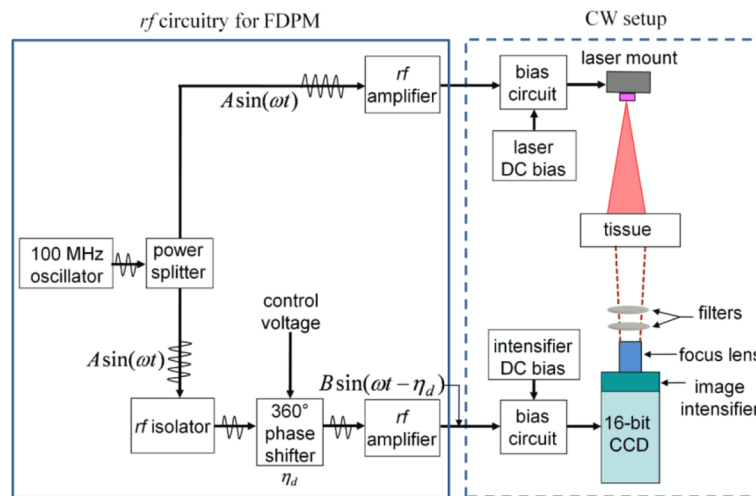 rf circuitry for FDPM
CW setup
laser mount
rf
amplifier
bias
circuit
A sin(ωt)
laser
DC bias
tissue
100 MHz
oscillator
power
splitter
control
voltage
filters
A sin(ωt)
intensifier
DC bias
focus lens
B sin(ωt − η_d)
image
intensifier
rf isolator
360°
phase
shifter
rf
amplifier
bias
circuit
16-bit
CCD
η_d